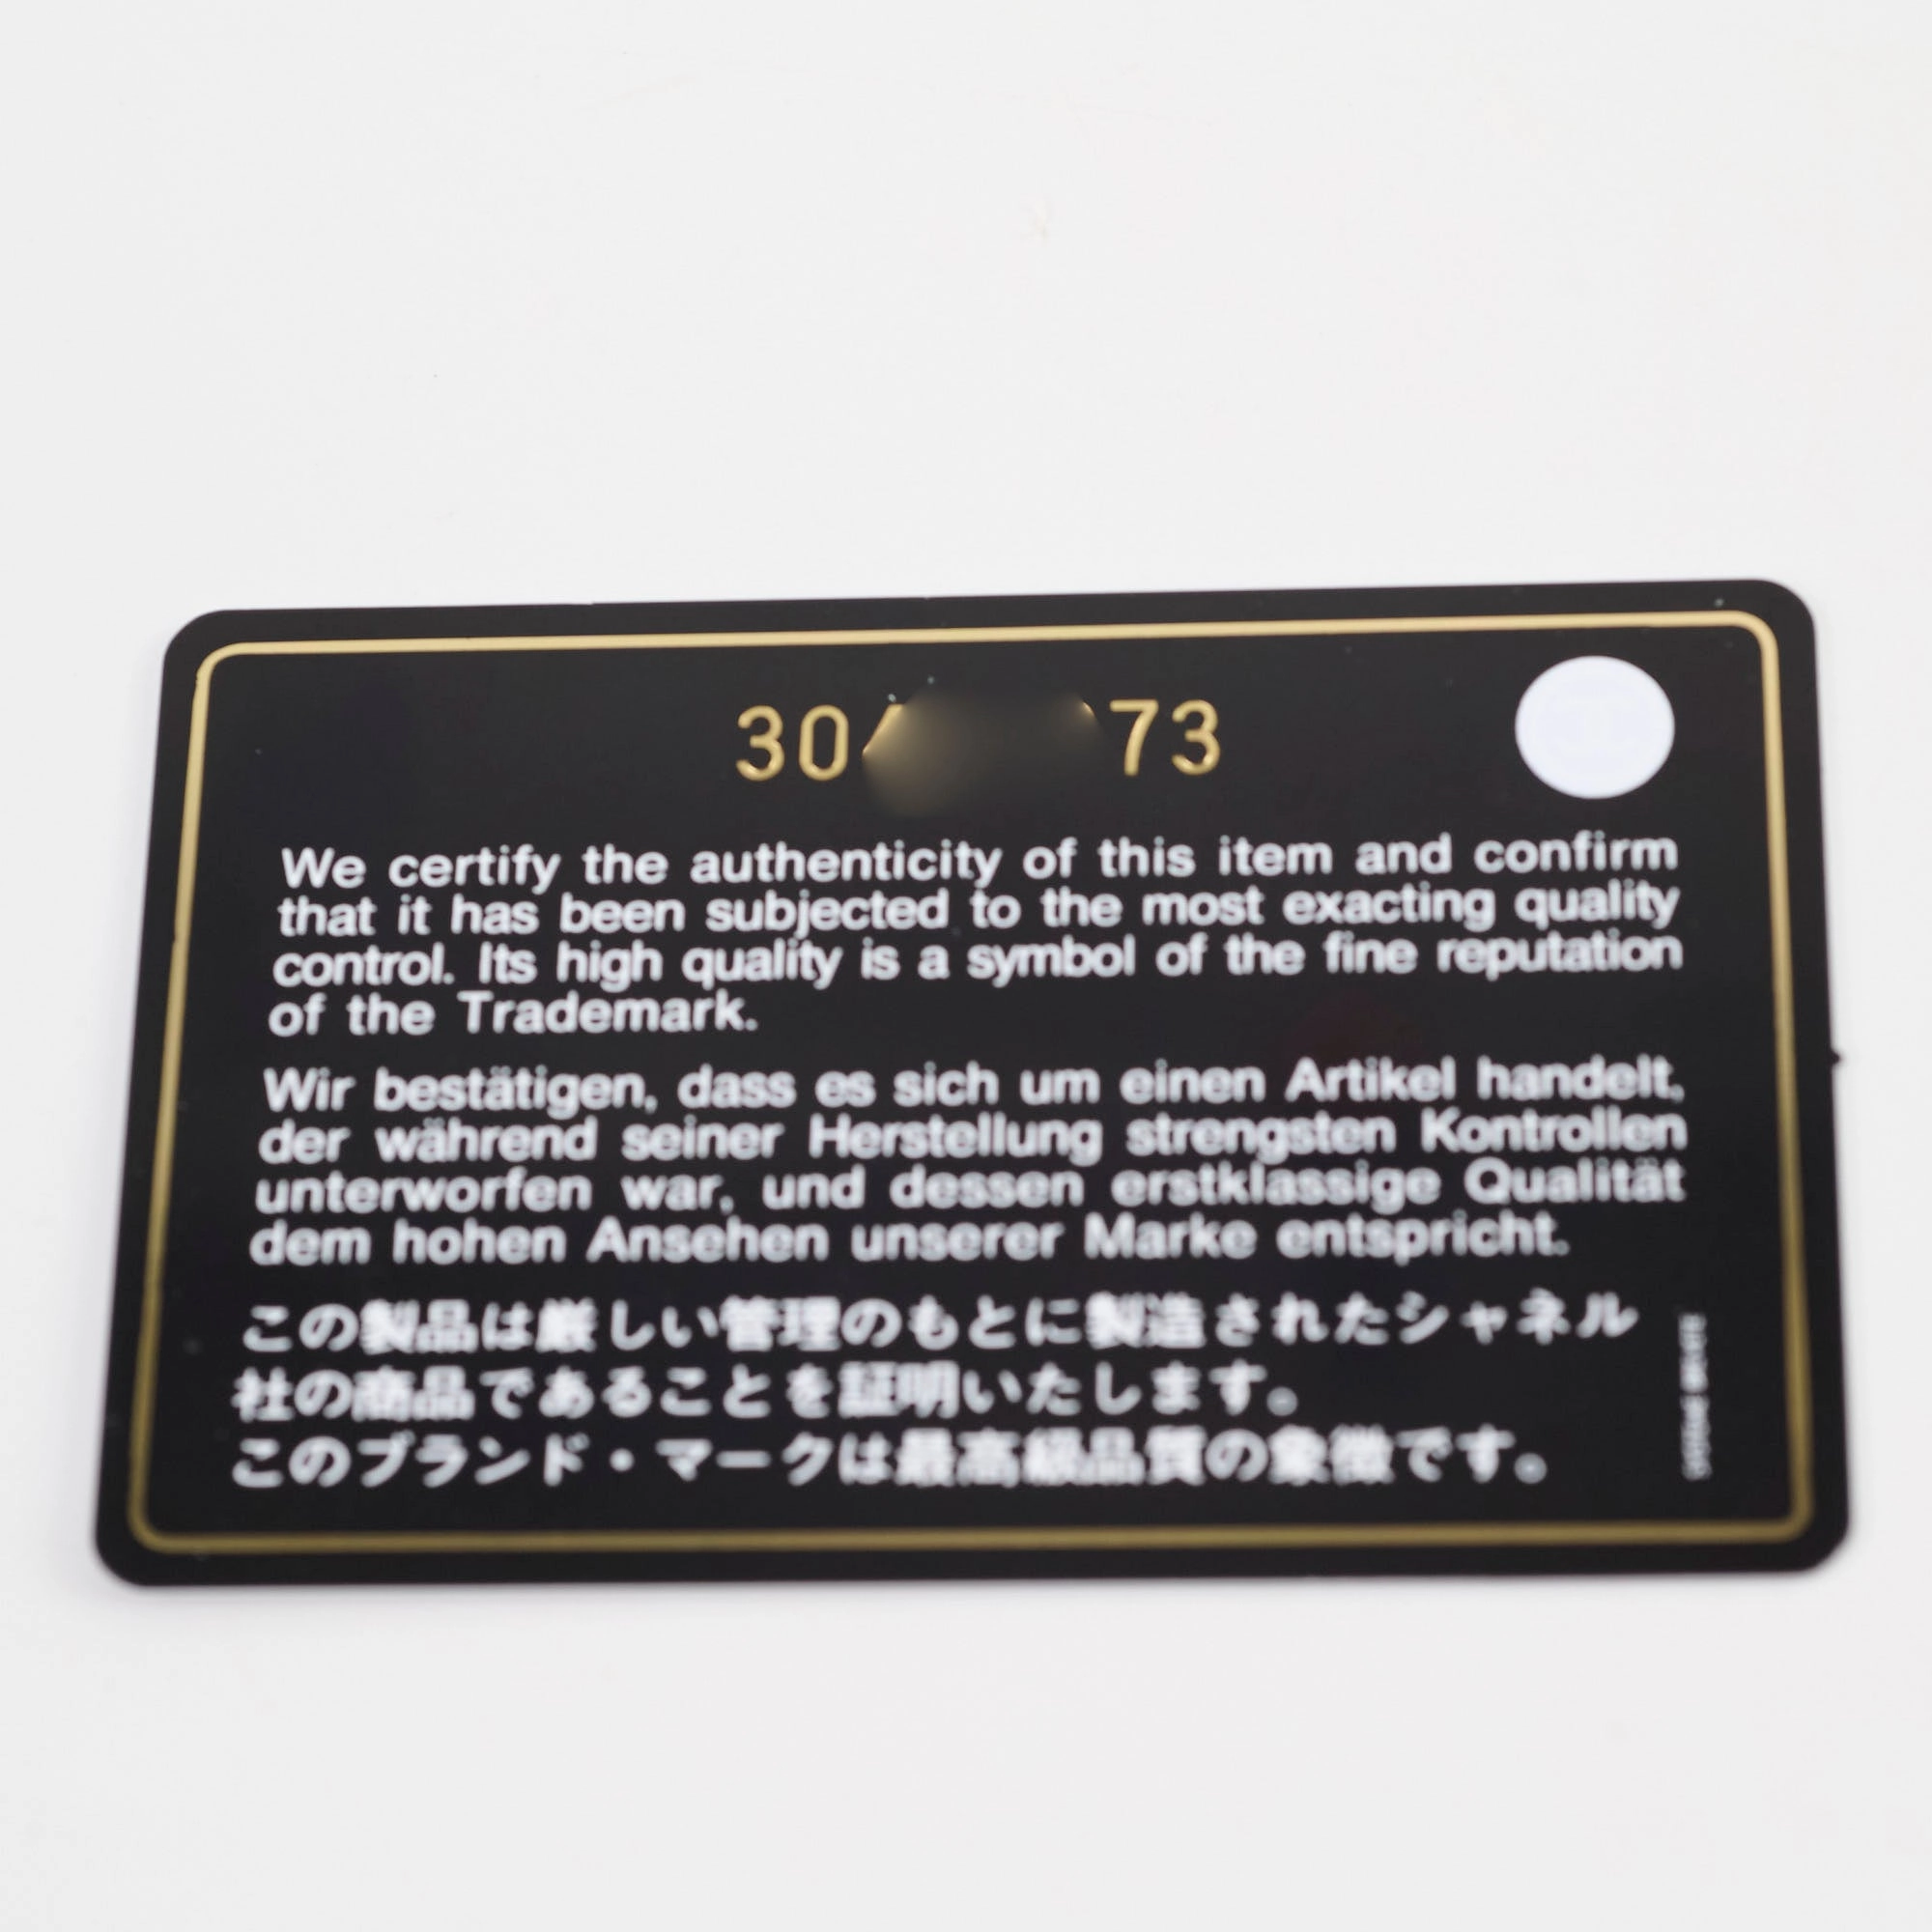 30 73
We certify the authenticity of this item and confirm
that it has been subjected to the most exacting quality
control. Its high quality is a symbol of the fine reputation
of the Trademark.
Wir bestätigen, dass es sich um einen Artikel handelt,
der während seiner Herstellung strengsten Kontrollen
unterworfen war, und dessen erstklassige Qualität
dem hohen Ansehen unserer Marke entspricht.
この製品は厳しい管理のもとに製造されたシャネル
社の商品であることを証明いたします。
このブランド・マークは最高級品質の象徴です。